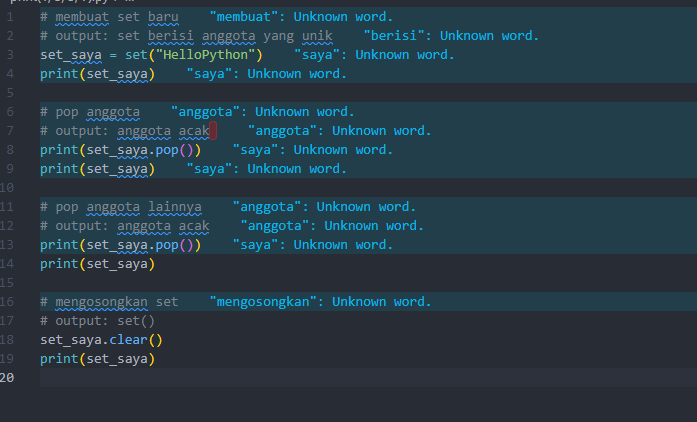 1 # membuat set baru "membuat": Unknown word.
2 # output: set berisi anggota yang unik "berisi": Unknown word.
3 set_saya = set("HelloPython") "saya": Unknown word.
4 print(set_saya) "saya": Unknown word.
5
6 # pop anggota "anggota": Unknown word.
7 # output: anggota acak "anggota": Unknown word.
8 print(set_saya.pop()) "saya": Unknown word.
9 print(set_saya) "saya": Unknown word.
10
11 # pop anggota lainnya "anggota": Unknown word.
12 # output: anggota acak "anggota": Unknown word.
13 print(set_saya.pop()) "saya": Unknown word.
14 print(set_saya)
15
16 # mengosongkan set "mengosongkan": Unknown word.
17 # output: set()
18 set_saya.clear()
19 print(set_saya)
20